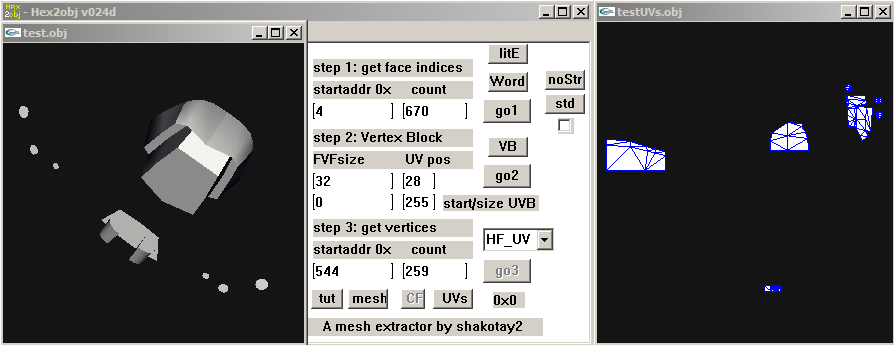 Hex 2obj - Hex2obj v024d
test.obj
testUVs.obj
litE
step 1: get face indices
Word
noStr
startaddr 0x count
4 670
go1
std
step 2: Vertex Block
VB
FVFsize UV pos
go2
32 28
0 255 start/size UVB
step 3: get vertices
HF_UV
startaddr 0x count
544 259
go3
tut mesh CF UVs 0x0
A mesh extractor by shakotay2